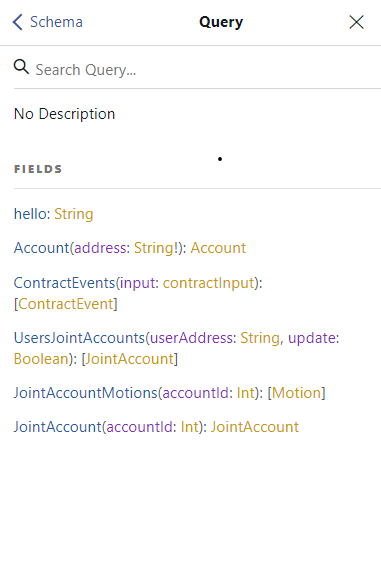 Schema
Query
Search Query...
No Description
FIELDS
hello: String
Account(address: String!): Account
ContractEvents(input: contractInput):
[ContractEvent]
UsersJointAccounts(userAddress: String, update:
Boolean): [JointAccount]
JointAccountMotions(accountId: Int): [Motion]
JointAccount(accountId: Int): JointAccount